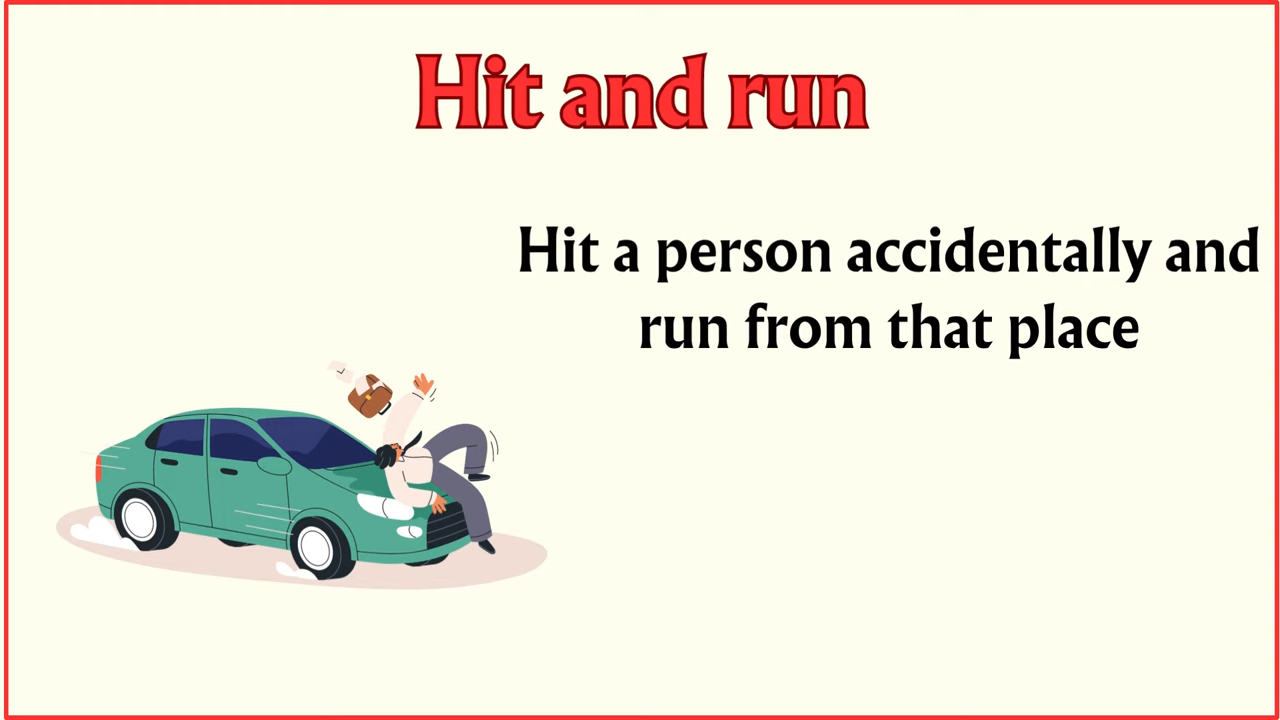 Hit and run
Hit a person accidentally and
run from that place